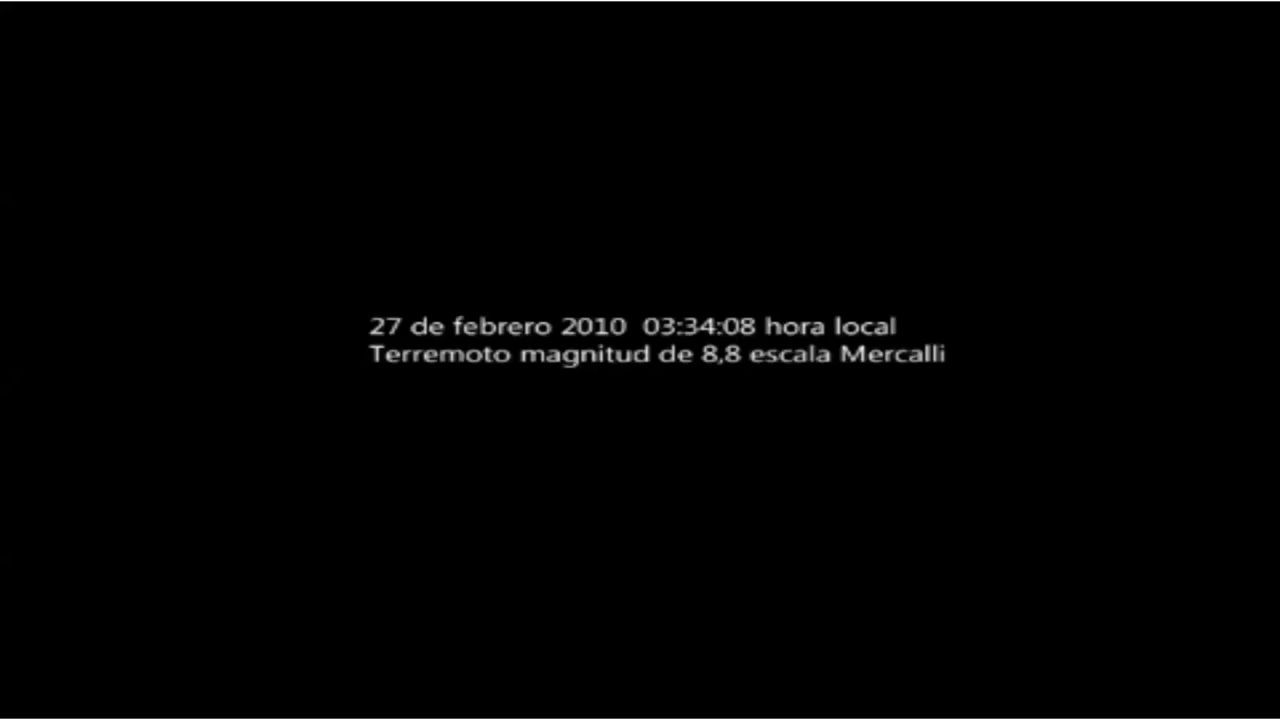 27 de febrero 2010  03:34:08 hora local
Terremoto magnitud de 8,8 escala Mercalli